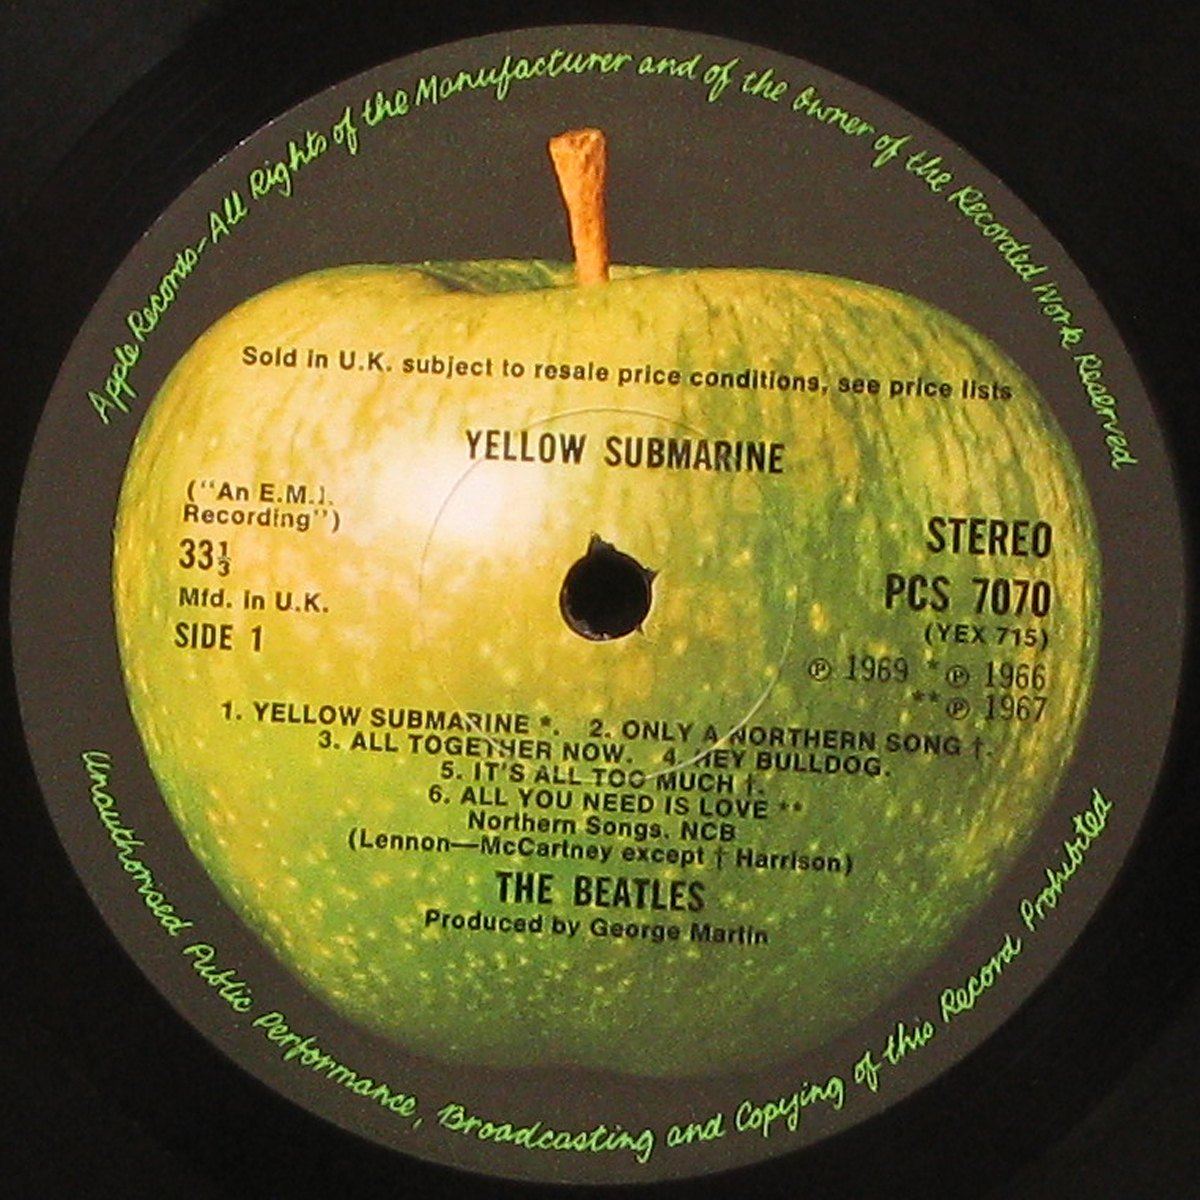 Apple Records-All Rights of the Manufacturer and of the Owner of the Recorded Work Reserved
Sold in U.K. subject to resale price conditions, see price lists
YELLOW SUBMARINE
("An E.M.I.
Recording")
33⅓
Mfd. in U.K.
SIDE 1
STEREO
PCS 7070
(YEX 715)
℗ 1969 *℗ 1966
**℗ 1967
1. YELLOW SUBMARINE *. 2. ONLY A NORTHERN SONG †.
3. ALL TOGETHER NOW. 4. HEY BULLDOG.
5. IT'S ALL TOO MUCH †.
6. ALL YOU NEED IS LOVE **
Northern Songs. NCB
(Lennon—McCartney except † Harrison)
THE BEATLES
Produced by George Martin
Unauthorised Public Performance, Broadcasting and Copying of this Record Prohibited